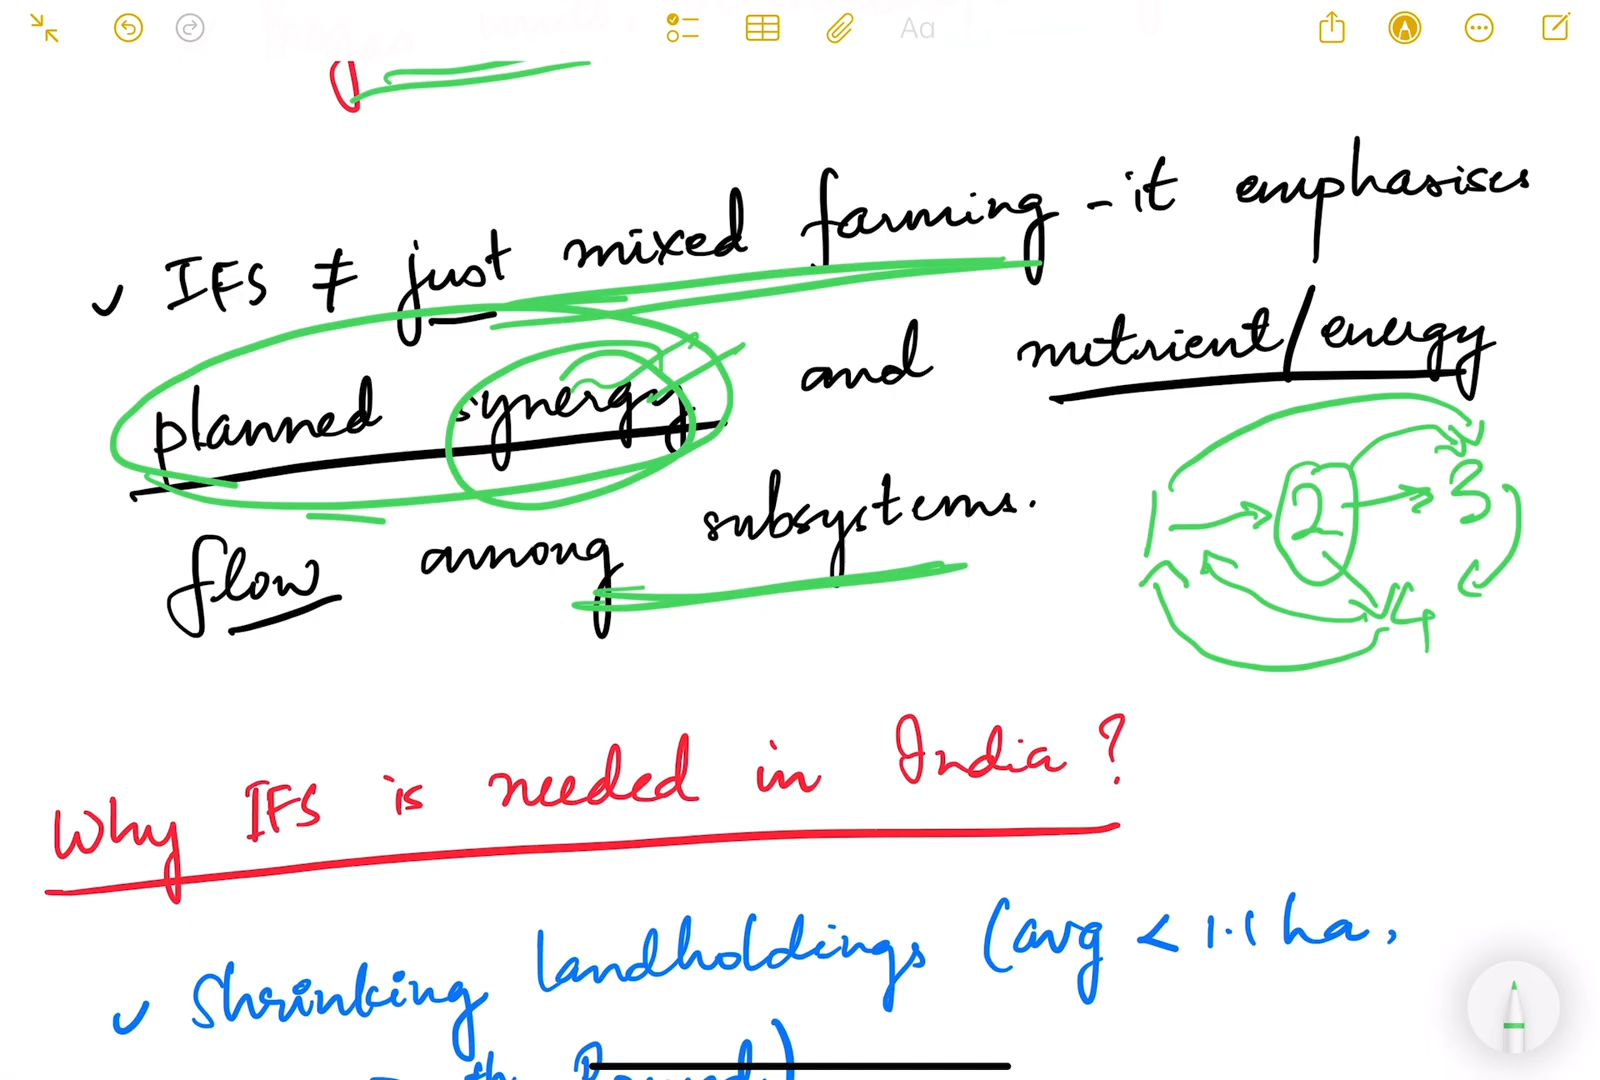 Aa
✓ IFS ≠ just mixed farming - it emphasises
planned synergy and nutrient/energy
flow among subsystems.
1 → 2 → 3
4
Why IFS is needed in India?
✓ Shrinking landholdings (avg < 1.1 ha,